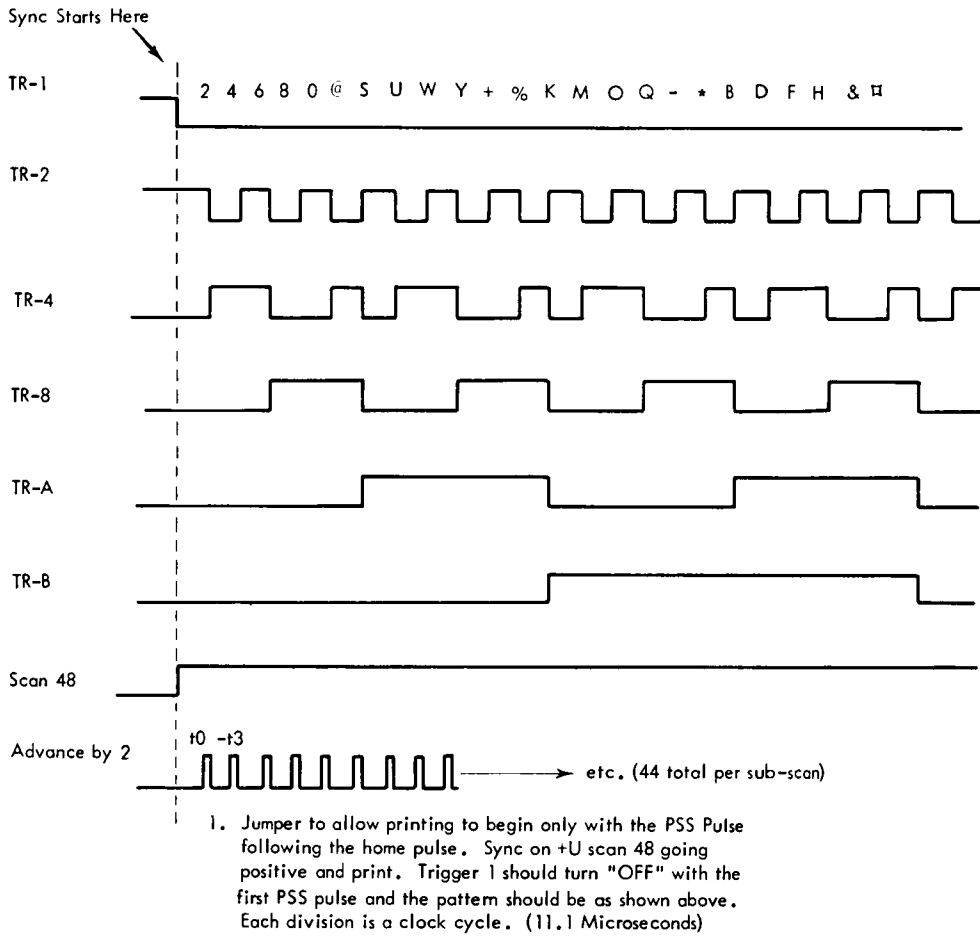 Sync Starts Here
TR-1
2 4 6 8 0 @ S U W Y + % K M O Q - * B D F H & ¤
TR-2
TR-4
TR-8
TR-A
TR-B
Scan 48
Advance by 2
t0 -t3
etc. (44 total per sub-scan)
1. Jumper to allow printing to begin only with the PSS Pulse
following the home pulse. Sync on +U scan 48 going
positive and print. Trigger 1 should turn "OFF" with the
first PSS pulse and the pattern should be as shown above.
Each division is a clock cycle. (11.1 Microseconds)